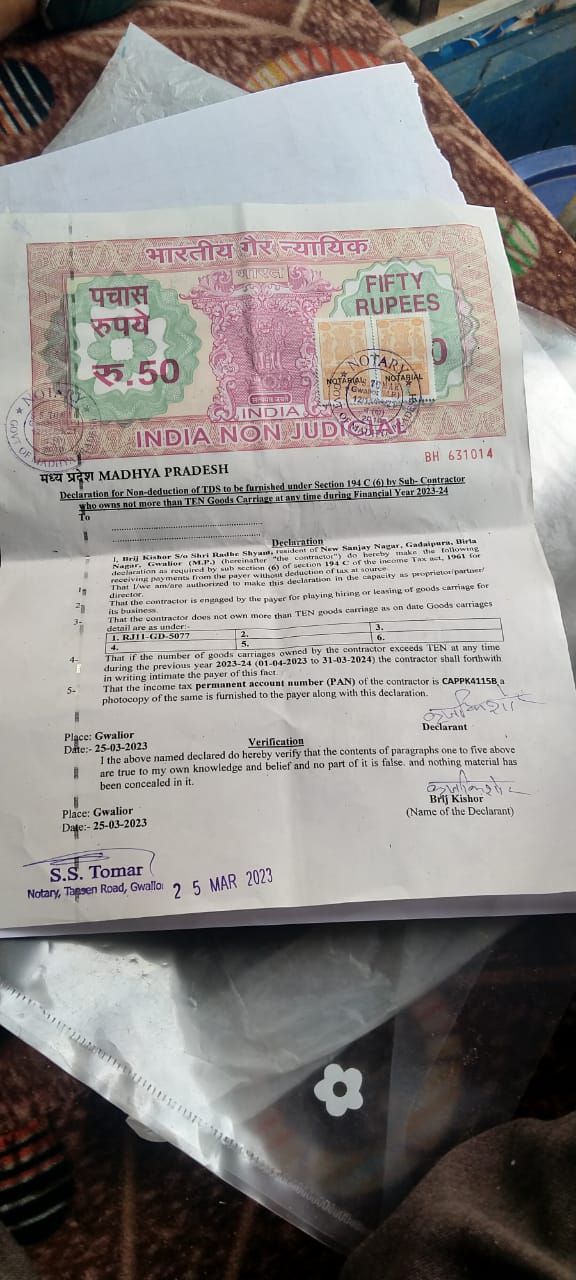 भारतीय गैर न्यायिक
भारत
पचास
रुपये
रु.50
FIFTY
RUPEES
सत्यमेव जयते
INDIA
INDIA NON JUDICIAL
NOTARY
NOTARIAL
NOTARIAL
NOTARY
BH 631014
मध्य प्रदेश MADHYA PRADESH
Declaration for Non-deduction of TDS to be furnished under Section 194 C (6) by Sub- Contractor
who owns not more than TEN Goods Carriage at any time during Financial Year 2023-24
To
Declaration
I, Brij Kishor S/o Shri Radhe Shyam, resident of New Sanjay Nagar, Gadaipura, Birla
Nagar, Gwalior (M.P.) (hereinafter "the contractor") do hereby make the following
declaration as required by sub section (6) of section 194 C of the income Tax Act, 1961 for
receiving payments from the payer without deduction of tax at source.
1- That I/we am/are authorized to make this declaration in the capacity as proprietor/partner/
director.
2- That the contractor is engaged by the payer for playing hiring or leasing of goods carriage for
its business.
3- That the contractor does not own more than TEN goods carriage as on date Goods carriages
detail are as under:-
1. RJ11-GD-5077 2. 3.
4. 5. 6.
4- That if the number of goods carriages owned by the contractor exceeds TEN at any time
during the previous year 2023-24 (01-04-2023 to 31-03-2024) the contractor shall forthwith
in writing intimate the payer of this fact.
5- That the income tax permanent account number (PAN) of the contractor is CAPPK4115B a
photocopy of the same is furnished to the payer along with this declaration.
Declarant
Place: Gwalior
Date:- 25-03-2023
Verification
I the above named declared do hereby verify that the contents of paragraphs one to five above
are true to my own knowledge and belief and no part of it is false. and nothing material has
been concealed in it.
Brij Kishor
(Name of the Declarant)
Place: Gwalior
Date:- 25-03-2023
S.S. Tomar
Notary, Tansen Road, Gwalior
25 MAR 2023